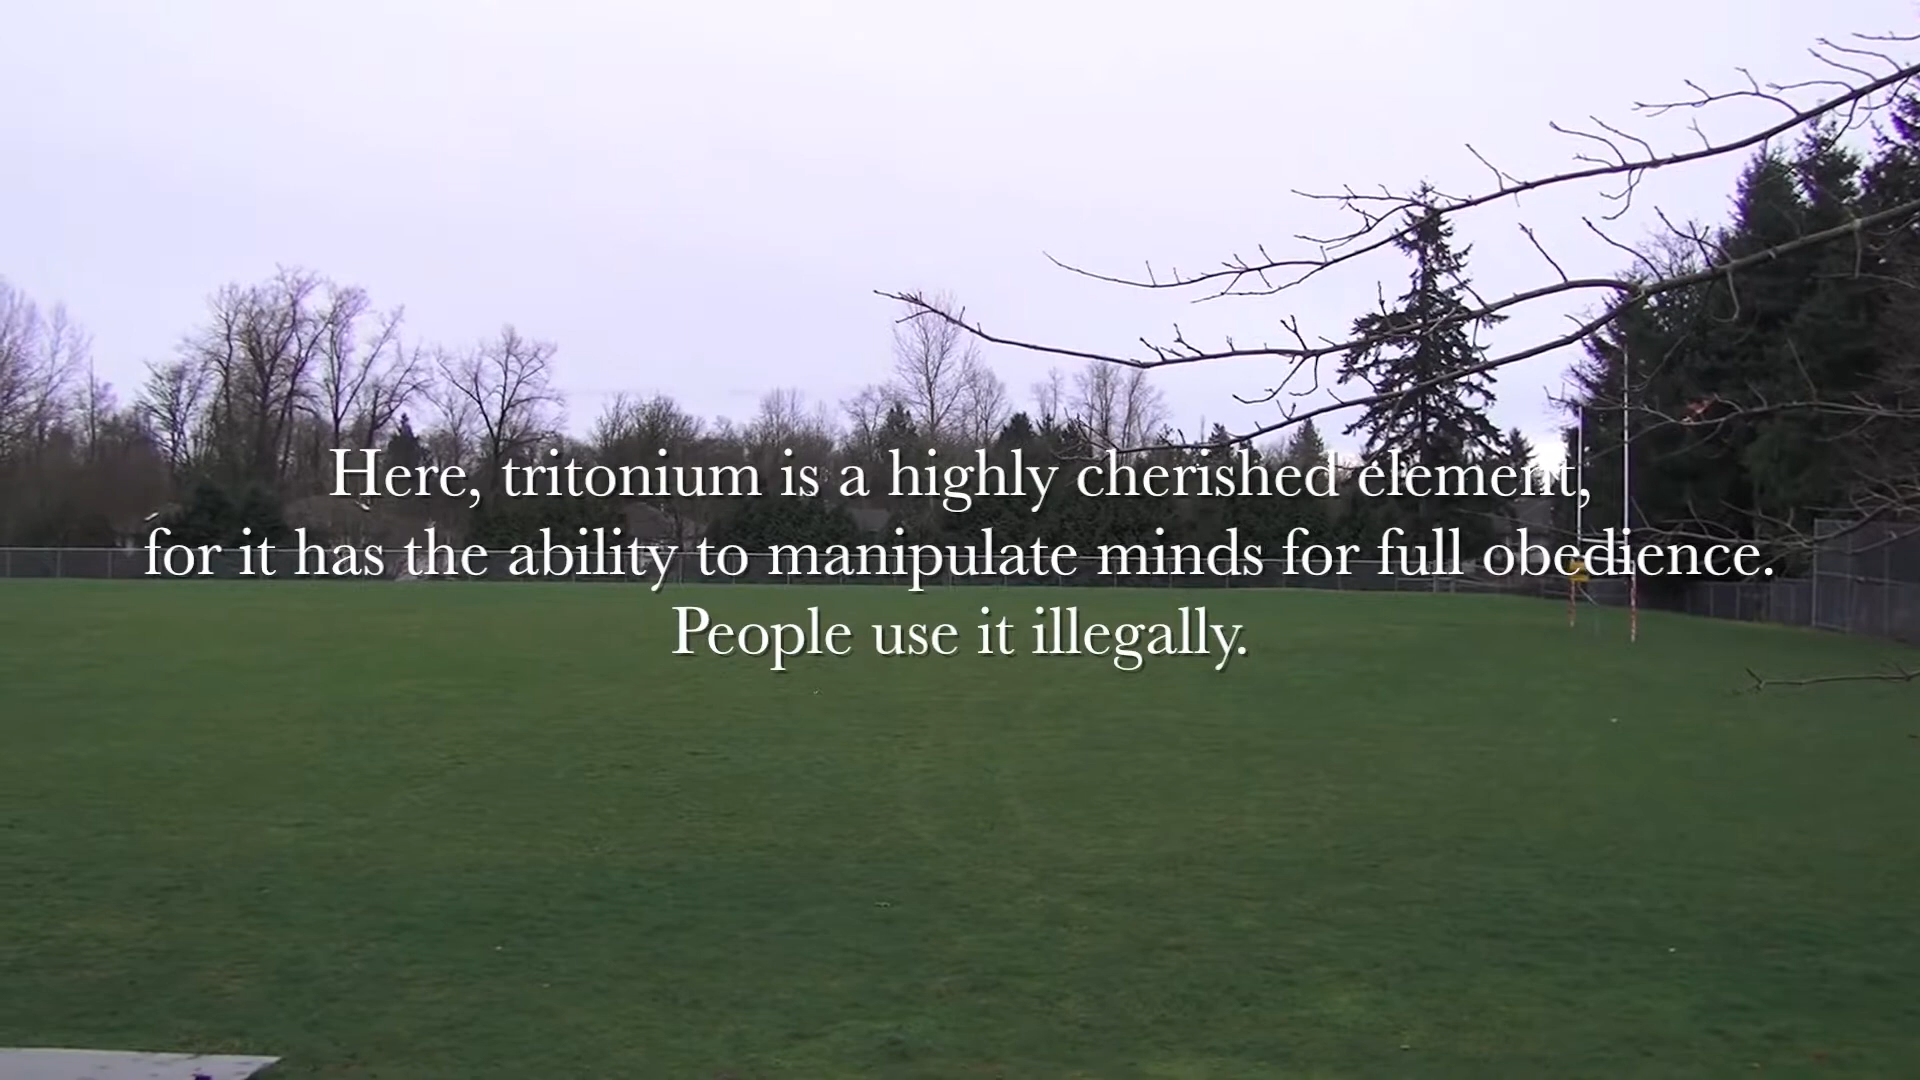 Here, tritonium is a highly cherished element,
for it has the ability to manipulate minds for full obedience.
People use it illegally.